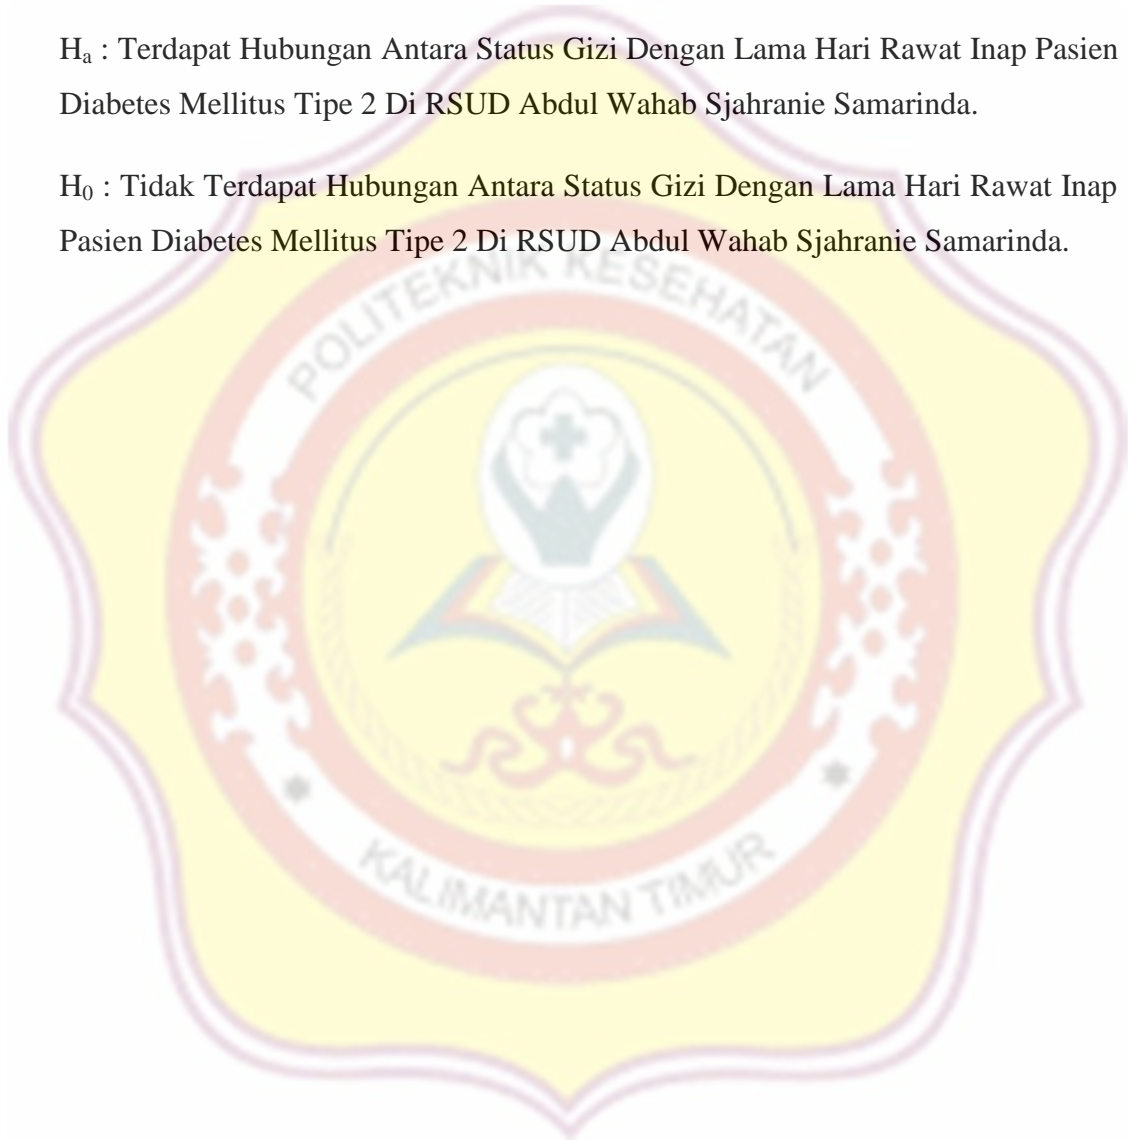 Hₐ : Terdapat Hubungan Antara Status Gizi Dengan Lama Hari Rawat Inap Pasien
Diabetes Mellitus Tipe 2 Di RSUD Abdul Wahab Sjahranie Samarinda.
H₀ : Tidak Terdapat Hubungan Antara Status Gizi Dengan Lama Hari Rawat Inap
Pasien Diabetes Mellitus Tipe 2 Di RSUD Abdul Wahab Sjahranie Samarinda.
POLITEKNIK KESEHATAN
KALIMANTAN TIMUR